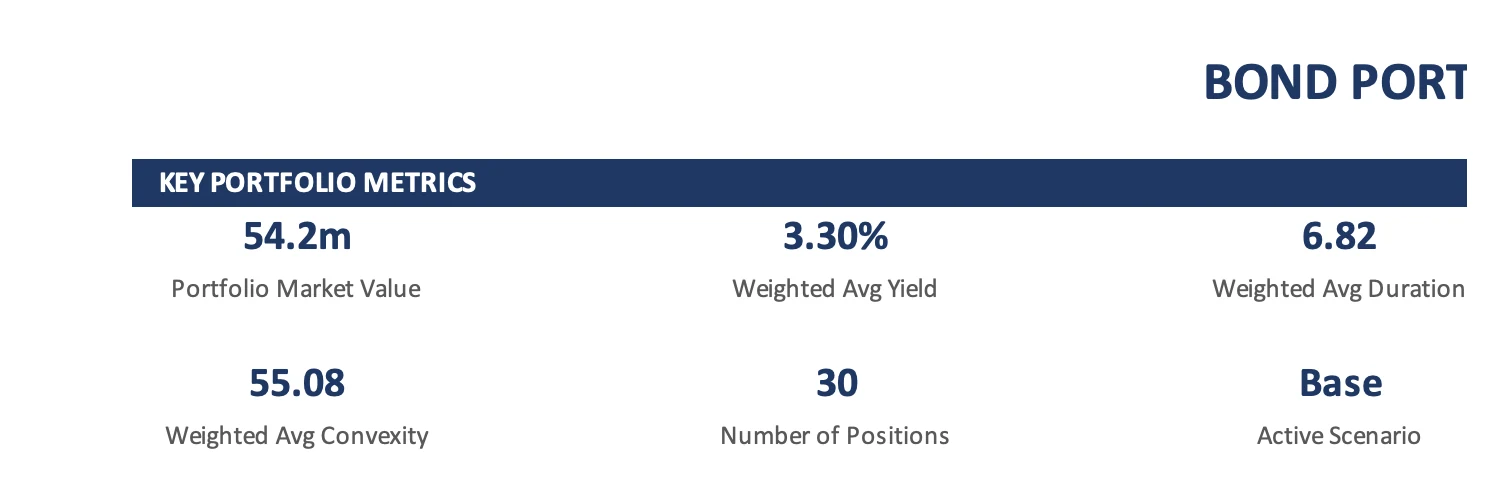 BOND PORT
KEY PORTFOLIO METRICS
54.2m 3.30% 6.82
Portfolio Market Value Weighted Avg Yield Weighted Avg Duration
55.08 30 Base
Weighted Avg Convexity Number of Positions Active Scenario